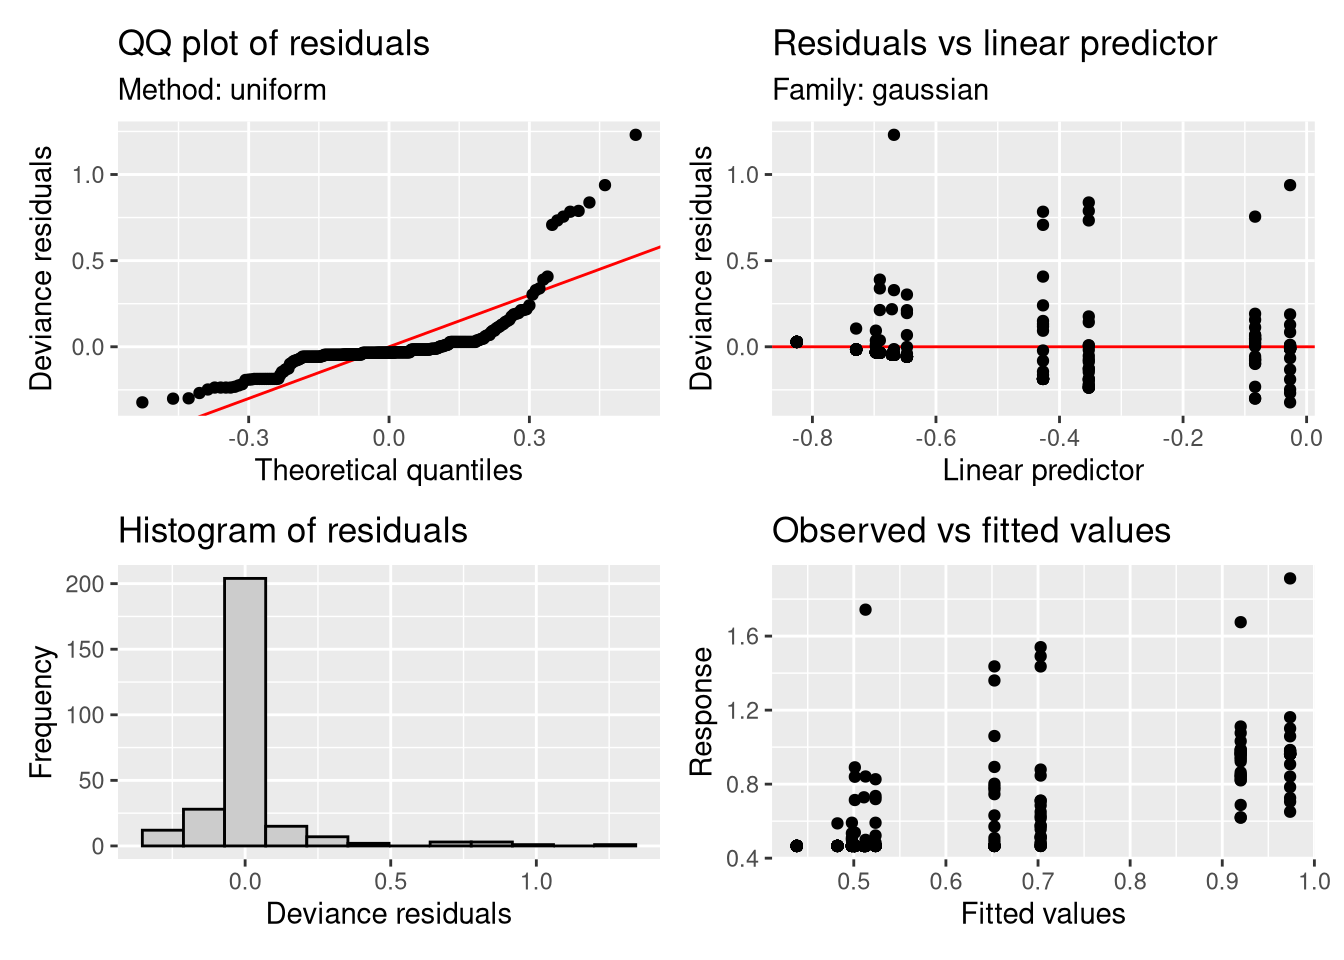 QQ plot of residuals
Method: uniform
Deviance residuals
1.0
0.5
0.0
-0.3
0.0
0.3
Theoretical quantiles
Residuals vs linear predictor
Family: gaussian
Deviance residuals
1.0
0.5
0.0
-0.8
-0.6
-0.4
-0.2
0.0
Linear predictor
Histogram of residuals
Frequency
200
150
100
50
0
0.0
0.5
1.0
Deviance residuals
Observed vs fitted values
Response
1.6
1.2
0.8
0.4
0.5
0.6
0.7
0.8
0.9
1.0
Fitted values